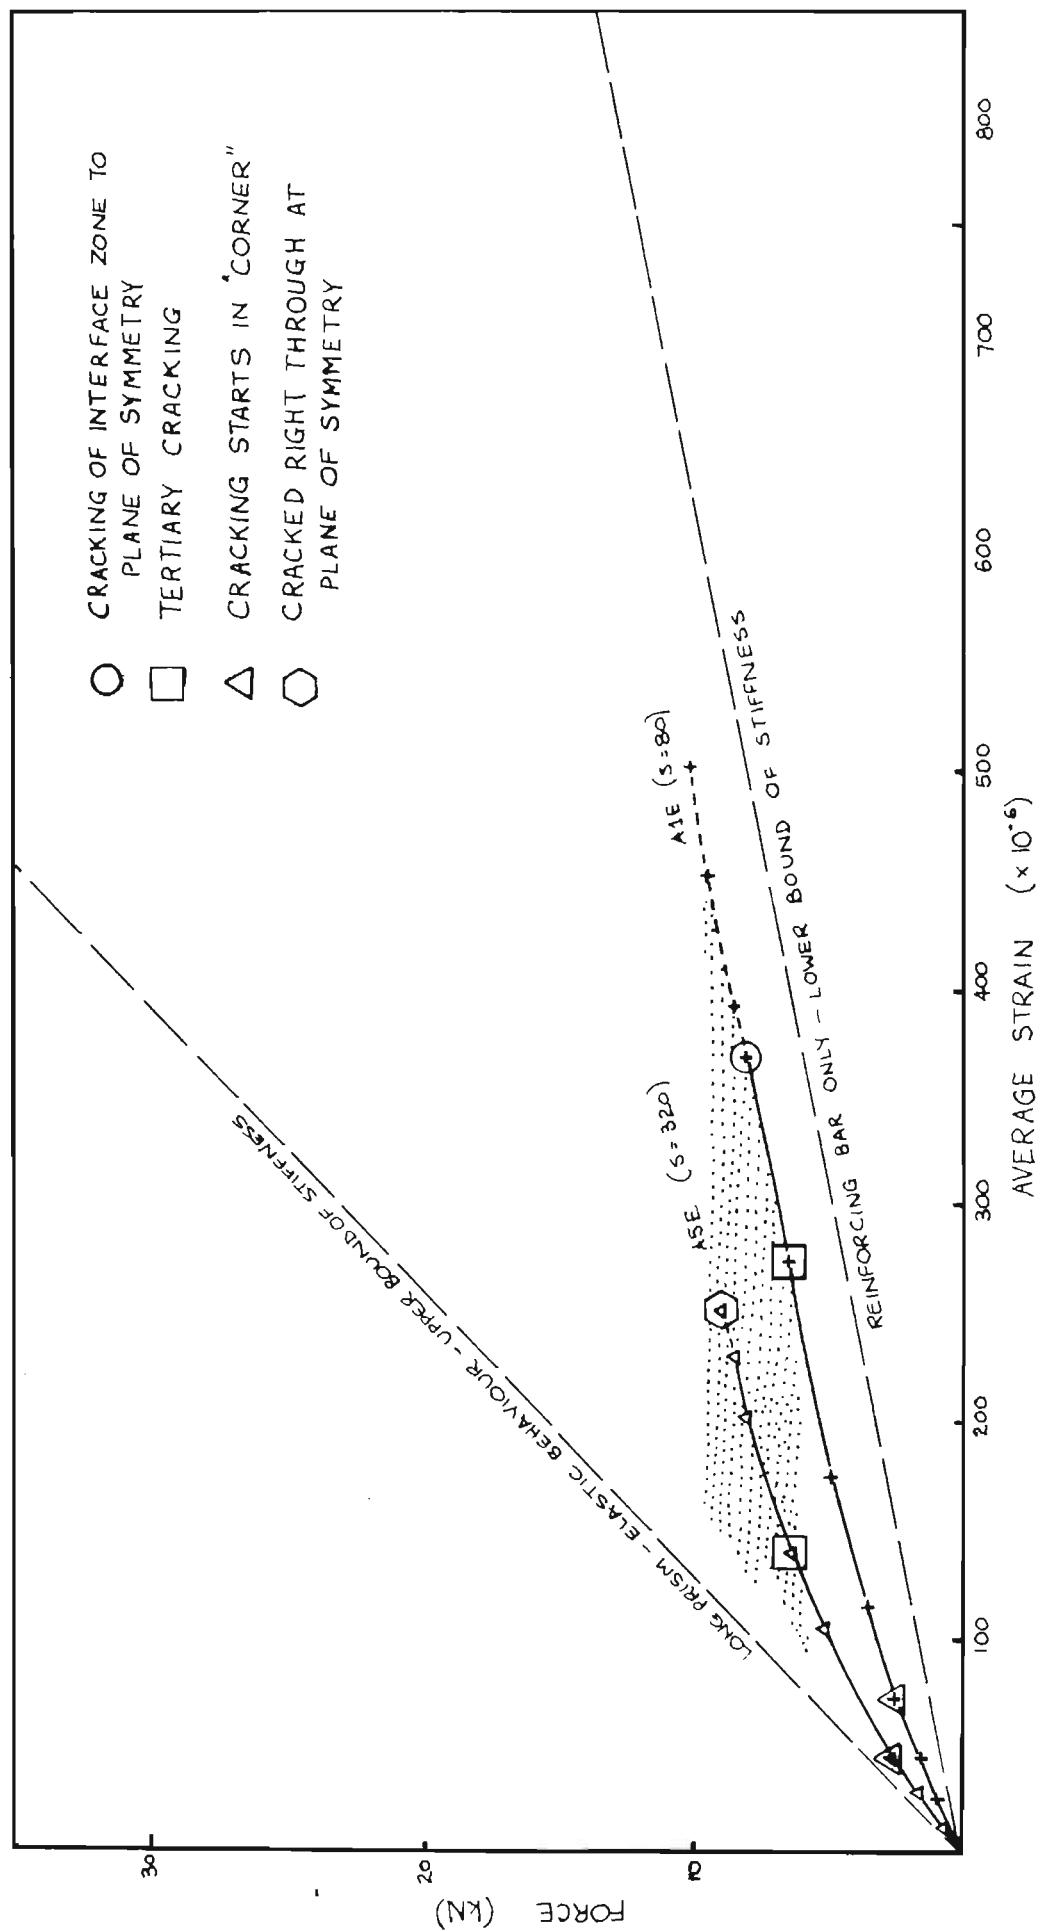 CRACKING OF INTERFACE ZONE TO
PLANE OF SYMMETRY
TERTIARY CRACKING
CRACKING STARTS IN "CORNER"
CRACKED RIGHT THROUGH AT
PLANE OF SYMMETRY
LONG PRISM - ELASTIC BEHAVIOUR - UPPER BOUND OF STIFFNESS
A5E (S=320)
A1E (S=80)
REINFORCING BAR ONLY - LOWER BOUND OF STIFFNESS
30
20
10
FORCE (kN)
100 200 300 400 500 600 700 800
AVERAGE STRAIN (x10⁻⁶)